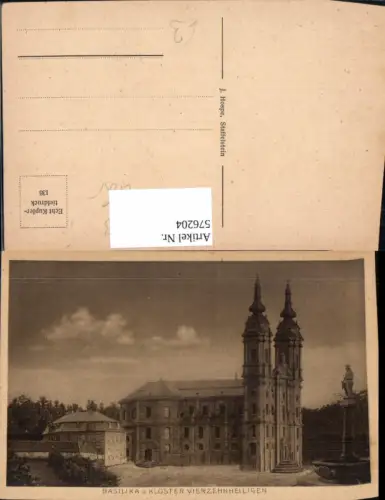 J. Hospe, Staffelstein
Echt Kupfer-
tiefdruck
Artikel Nr.
576204
BASILIKA u. KLOSTER VIERZEHNHEILIGEN